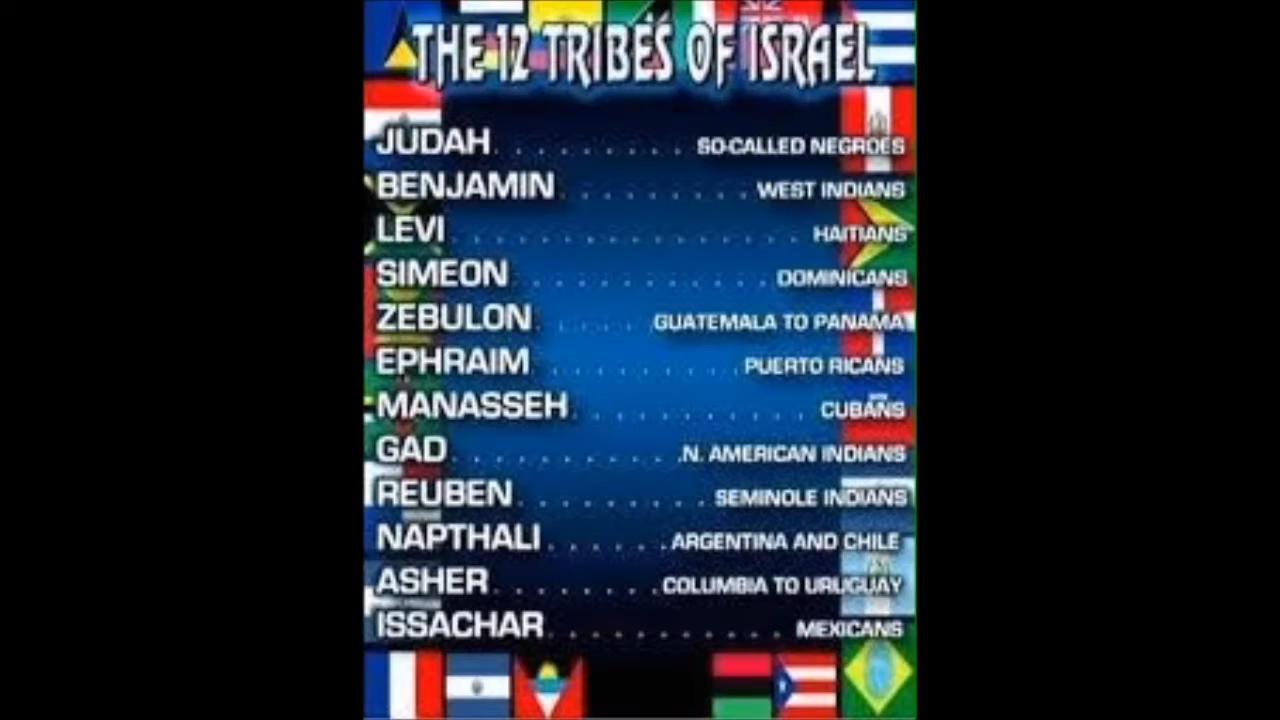 THE 12 TRIBES OF ISRAEL
JUDAH . . . . . . . . . SO-CALLED NEGROES
BENJAMIN . . . . . . . . WEST INDIANS
LEVI . . . . . . . . . . . . . . . . HAITIANS
SIMEON . . . . . . . . . . . DOMINICANS
ZEBULON . . . . . . GUATEMALA TO PANAMA
EPHRAIM . . . . . . . . . PUERTO RICANS
MANASSEH . . . . . . . . . . . CUBANS
GAD . . . . . . . . . . .N. AMERICAN INDIANS
REUBEN . . . . . . . . . SEMINOLE INDIANS
NAPTHALI . . . . . . ARGENTINA AND CHILE
ASHER . . . . . . . . COLUMBIA TO URUGUAY
ISSACHAR . . . . . . . . . . . MEXICANS